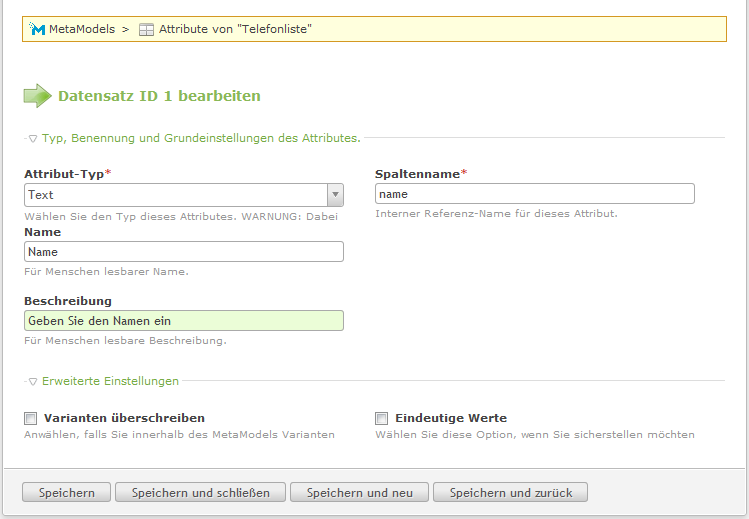 MetaModels > Attribute von "Telefonliste"
Datensatz ID 1 bearbeiten
Typ, Benennung und Grundeinstellungen des Attributes.
Attribut-Typ*
Spaltenname*
Text
name
Wählen Sie den Typ dieses Attributes. WARNUNG: Dabei
Interner Referenz-Name für dieses Attribut.
Name
Name
Für Menschen lesbarer Name.
Beschreibung
Geben Sie den Namen ein
Für Menschen lesbare Beschreibung.
Erweiterte Einstellungen
Varianten überschreiben
Eindeutige Werte
Anwählen, falls Sie innerhalb des MetaModels Varianten
Wählen Sie diese Option, wenn Sie sicherstellen möchten
Speichern
Speichern und schließen
Speichern und neu
Speichern und zurück